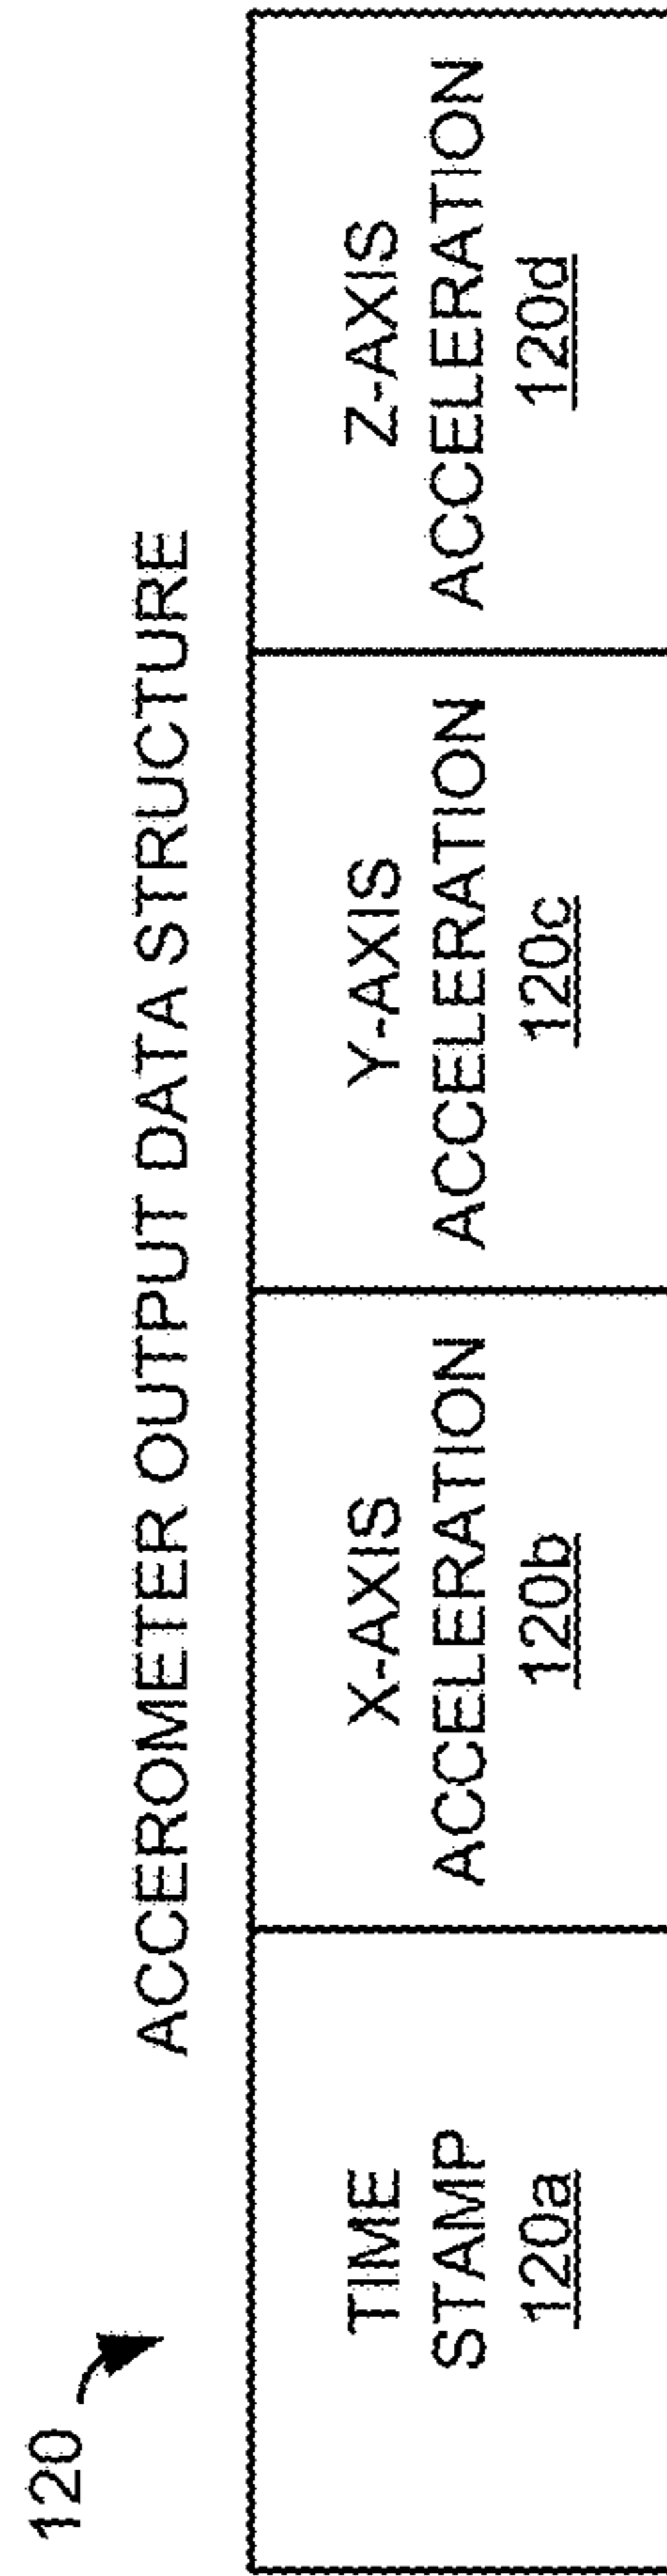 120
ACCEROMETER OUTPUT DATA STRUCTURE
TIME
STAMP
120a
X-AXIS
ACCELERATION
120b
Y-AXIS
ACCELERATION
120c
Z-AXIS
ACCELERATION
120d